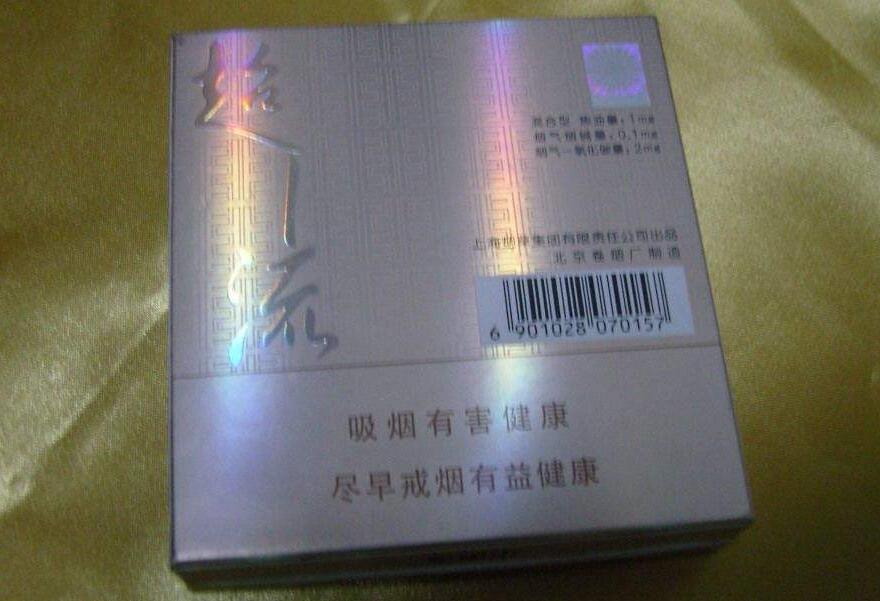 超一流
混合型 焦油量：1mg
烟气烟碱量：0.1mg
烟气一氧化碳量：2mg
上海烟草集团有限责任公司出品
北京卷烟厂制造
6 901028 070157
吸烟有害健康
尽早戒烟有益健康